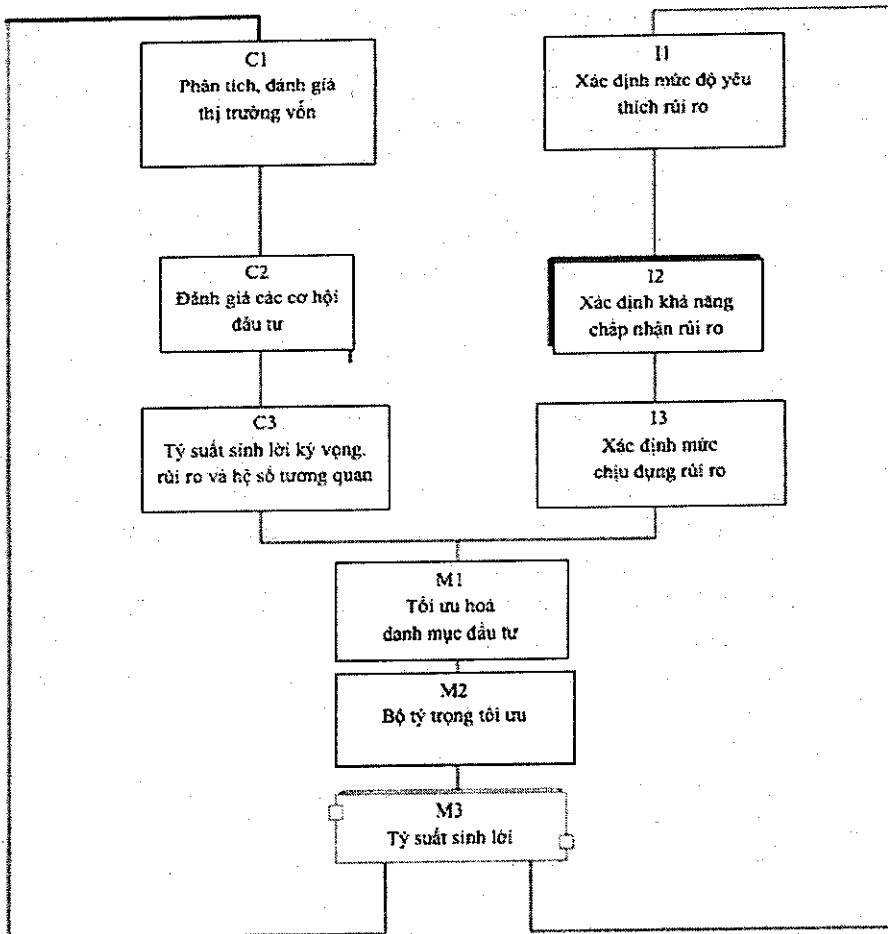 C1
Phân tích, đánh giá
thị trường vốn
I1
Xác định mức độ yêu
thích rủi ro
C2
Đánh giá các cơ hội
đầu tư
I2
Xác định khả năng
chấp nhận rủi ro
C3
Tỷ suất sinh lời kỳ vọng,
rủi ro và hệ số tương quan
I3
Xác định mức
chịu đựng rủi ro
M1
Tối ưu hoá
danh mục đầu tư
M2
Bộ tỷ trọng tối ưu
M3
Tỷ suất sinh lời